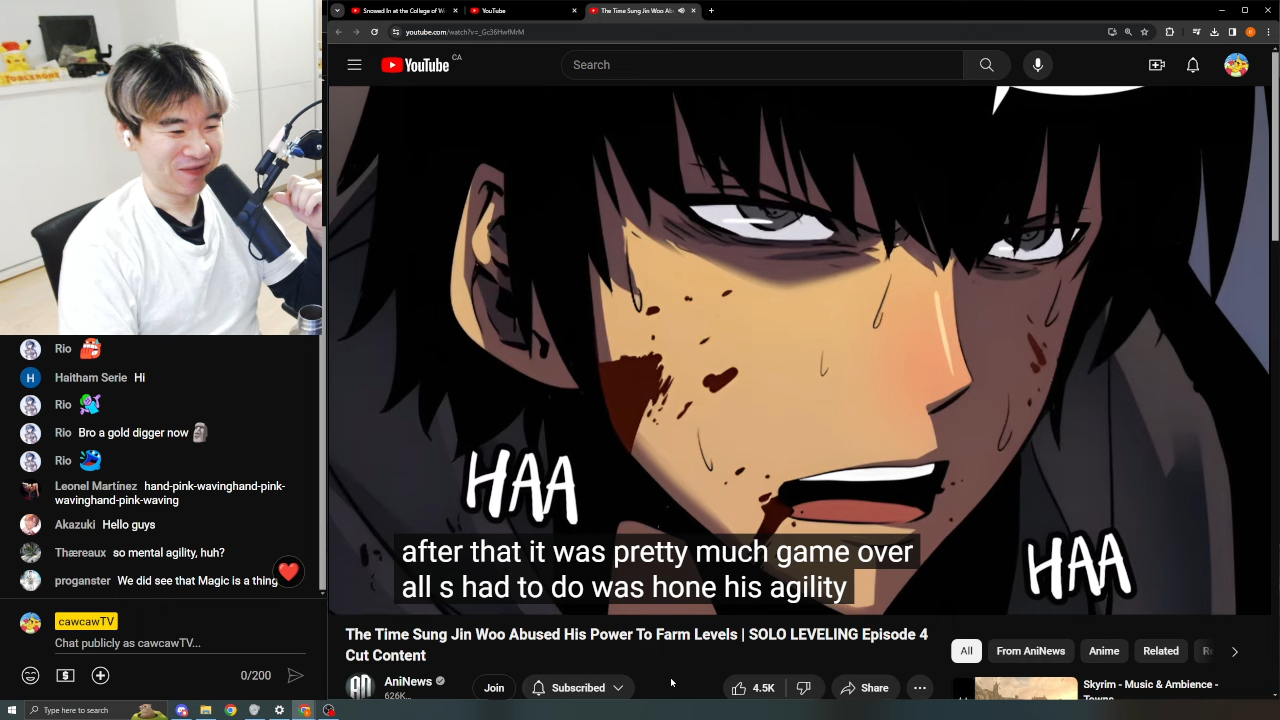 Snowed In at the College of W
YouTube
The Time Sung Jin Woo Ab
youtube.com/watch?v=_Gc36HwfMrM
YouTube CA
Search
TOBLERONE
HAA
HAA
after that it was pretty much game over
all s had to do was hone his agility
Rio
Haitham Serie Hi
Rio
Rio Bro a gold digger now
Rio
Leonel Martínez hand-pink-wavinghand-pink-
wavinghand-pink-waving
Akazuki Hello guys
Thæreaux so mental agility, huh?
proganster We did see that Magic is a thing
cawcawTV
Chat publicly as cawcawTV...
0/200
The Time Sung Jin Woo Abused His Power To Farm Levels | SOLO LEVELING Episode 4
Cut Content
AniNews
626K
Join
Subscribed
4.5K
Share
All
From AniNews
Anime
Related
Skyrim - Music & Ambience -
Towns
Type here to search